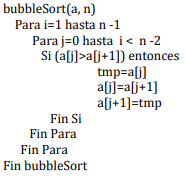 bubbleSort(a, n)
Para i=1 hasta n -1
Para j=0 hasta i < n -2
Si (a[j]>a[j+1]) entonces
tmp=a[j]
a[j]=a[j+1]
a[j+1]=tmp
Fin Si
Fin Para
Fin Para
Fin bubbleSort